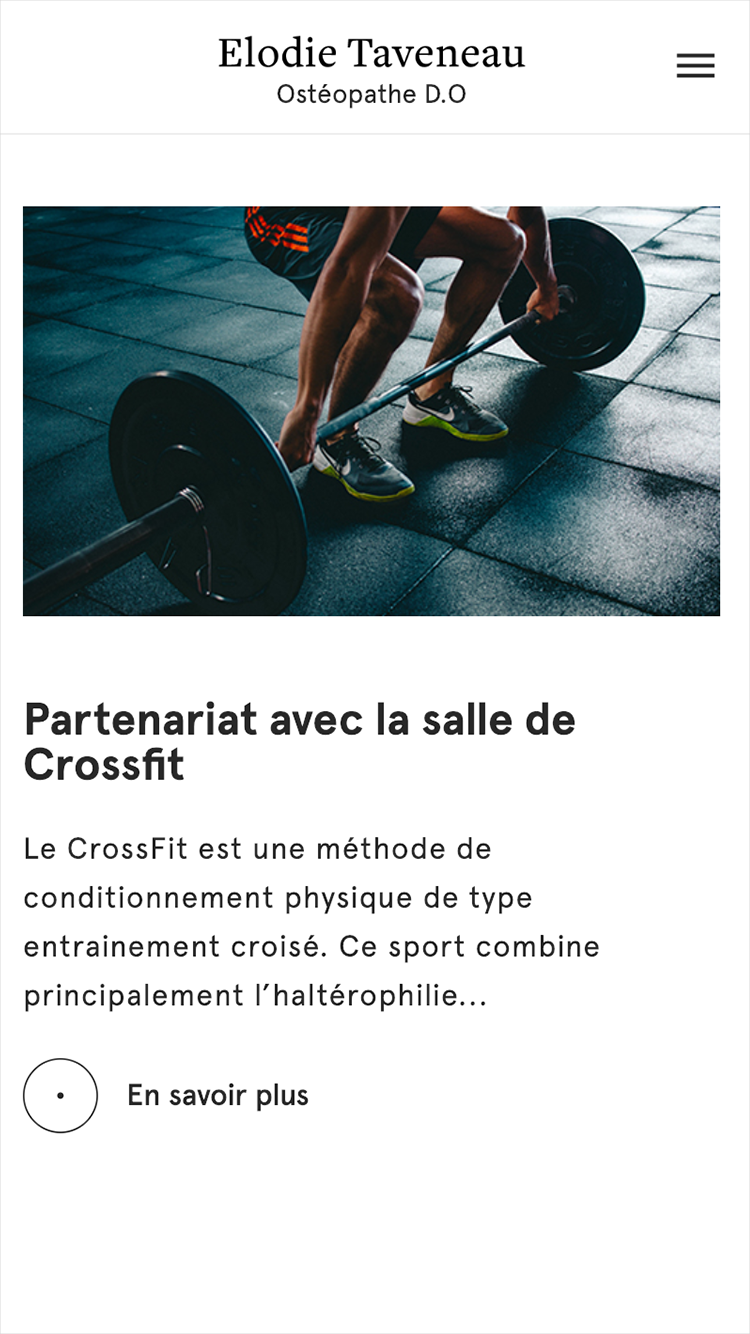 Elodie Taveneau
Ostéopathe D.O
Partenariat avec la salle de
Crossfit
Le CrossFit est une méthode de
conditionnement physique de type
entrainement croisé. Ce sport combine
principalement l’haltérophilie...
En savoir plus